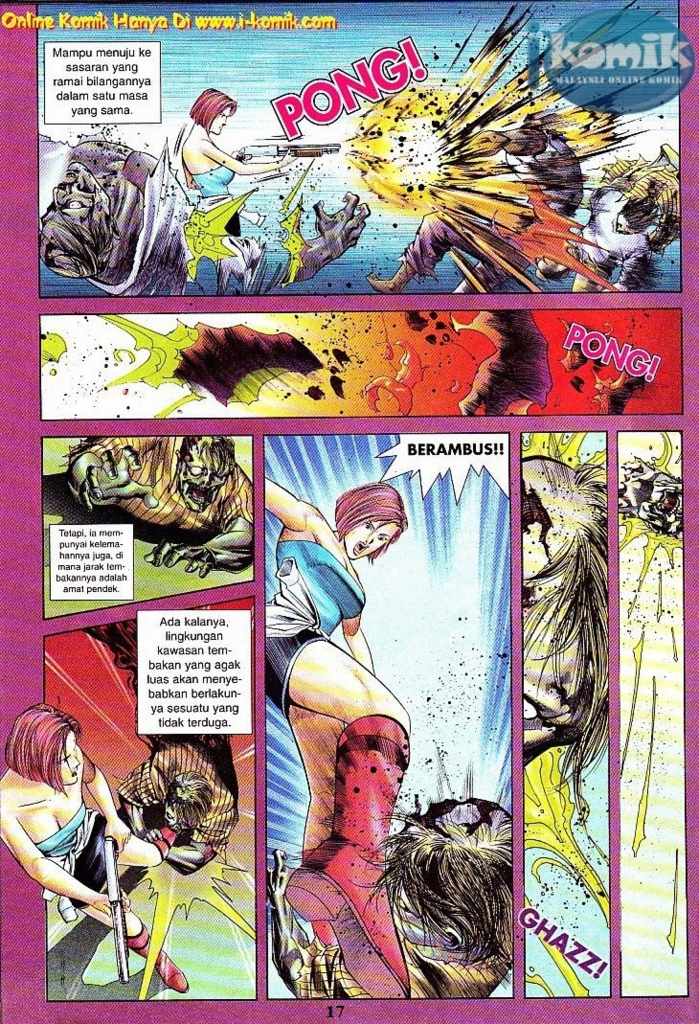 Online Komik Hanya Di www.i-komik.com
i komik
MALAYSIA ONLINE KOMIK
Mampu menuju ke
sasaran yang
ramai bilangannya
dalam satu masa
yang sama.
PONG!
PONG!
Tetapi, ia mem-
punyai kelema-
hannya juga, di
mana jarak tem-
bakannya adalah
amat pendek.
Ada kalanya,
lingkungan
kawasan tem-
bakan yang agak
luas akan menye-
babkan berlakun-
ya sesuatu yang
tidak terduga.
BERAMBUS!!
GHAZZ!
17